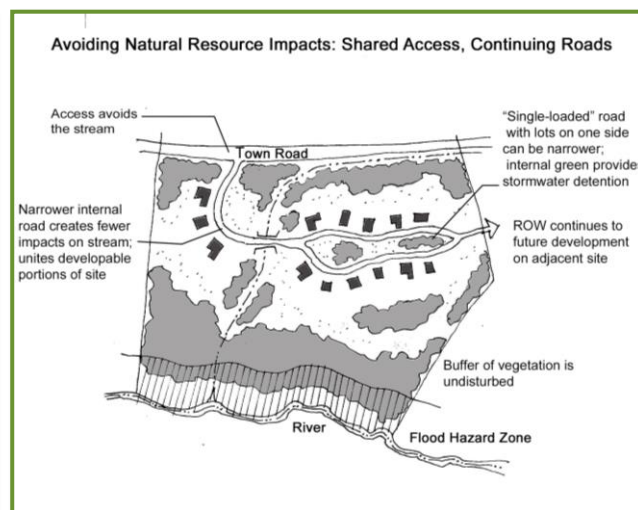 Avoiding Natural Resource Impacts: Shared Access, Continuing Roads
Access avoids
the stream
Town Road
"Single-loaded" road
with lots on one side
can be narrower;
internal green provide
stormwater detention
Narrower internal
road creates fewer
impacts on stream;
unites developable
portions of site
ROW continues to
future development
on adjacent site
Buffer of vegetation is
undisturbed
River
Flood Hazard Zone